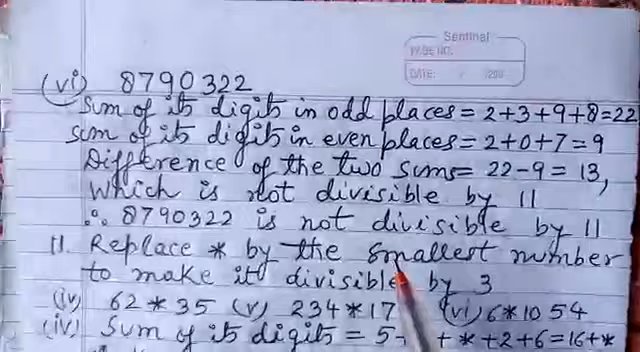 Sentinal
PAGE NO.
DATE: / /200
(vi) 8790322
Sum of its digits in odd places = 2+3+9+8=22
Sum of its digits in even places = 2+0+7=9
Difference of the two sums = 22-9 = 13,
which is not divisible by 11
∴ 8790322 is not divisible by 11
11. Replace * by the smallest number
to make it divisible by 3
(iv) 62*35 (v) 234*17 (vi) 6*1054
(iv) Sum of its digits = 5+ + * +2+6=16+*